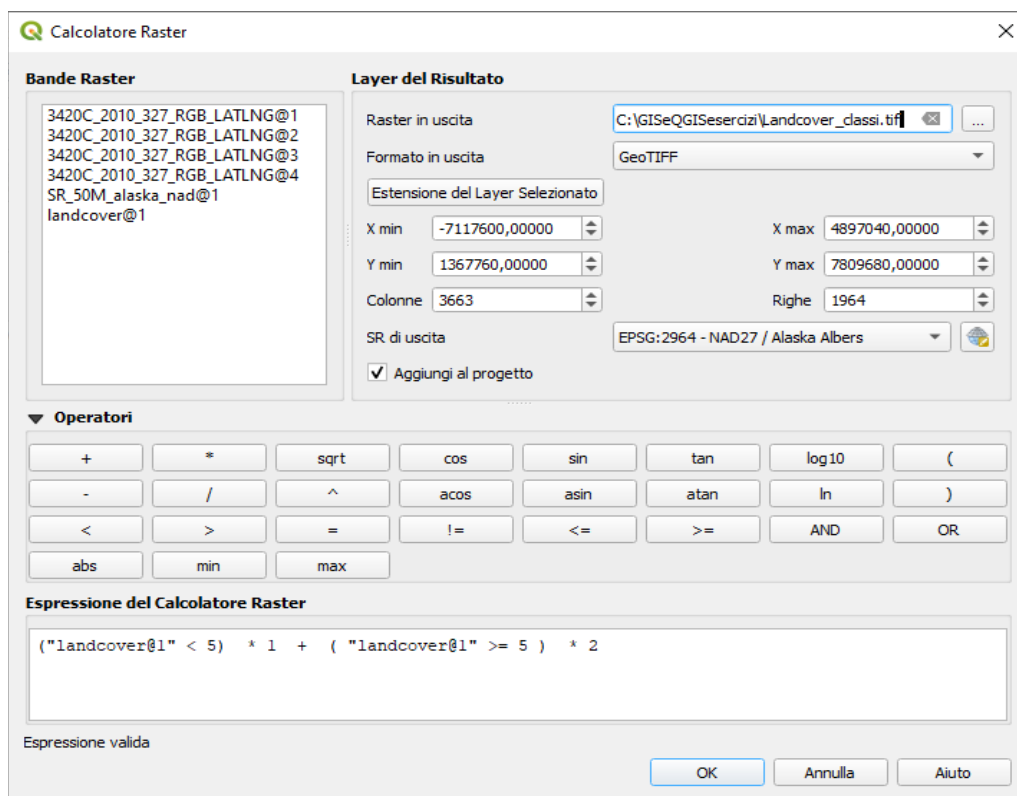 Calcolatore Raster
Bande Raster
3420C_2010_327_RGB_LATLNG@1
3420C_2010_327_RGB_LATLNG@2
3420C_2010_327_RGB_LATLNG@3
3420C_2010_327_RGB_LATLNG@4
SR_50M_alaska_nad@1
landcover@1
Layer del Risultato
Raster in uscita C:\GISeQGISesercizi\Landcover_classi.tif ...
Formato in uscita GeoTIFF
Estensione del Layer Selezionato
X min -7117600,00000 X max 4897040,00000
Y min 1367760,00000 Y max 7809680,00000
Colonne 3663 Righe 1964
SR di uscita EPSG:2964 - NAD27 / Alaska Albers
Aggiungi al progetto
Operatori
+ * sqrt cos sin tan log10 (
- / ^ acos asin atan ln )
< > = != <= >= AND OR
abs min max
Espressione del Calcolatore Raster
("landcover@1" < 5) * 1 + ( "landcover@1" >= 5 ) * 2
Espressione valida
OK Annulla Aiuto